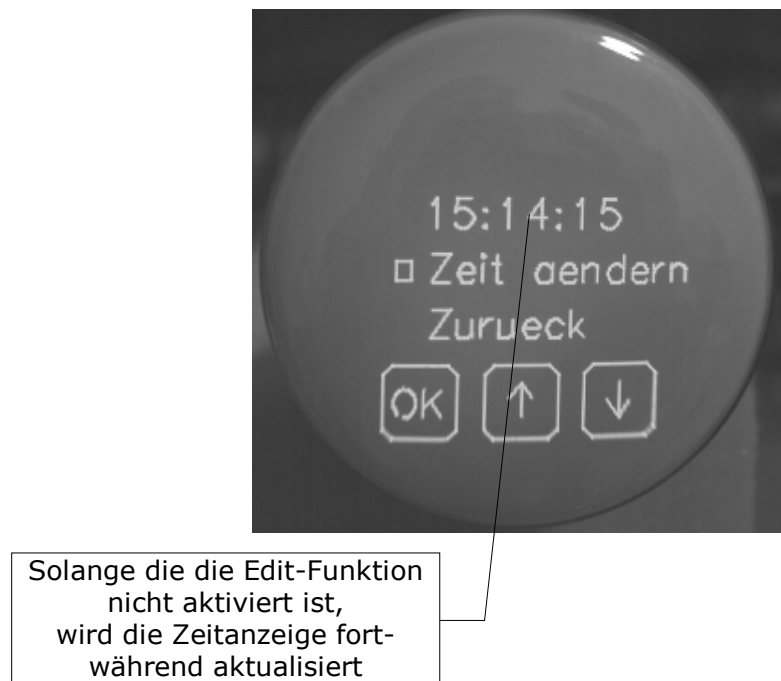 15:14:15
Zeit aendern
Zurueck
OK ↑ ↓
Solange die die Edit-Funktion
nicht aktiviert ist,
wird die Zeitanzeige fort-
während aktualisiert